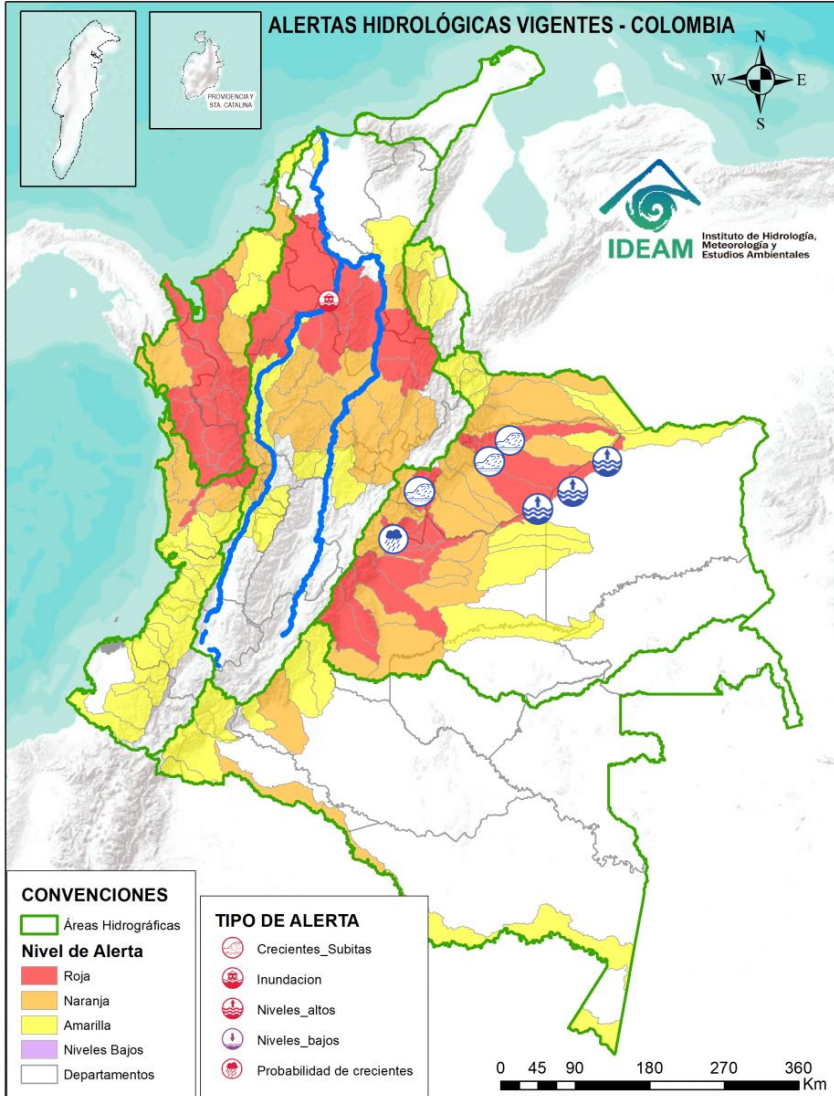 ALERTAS HIDROLÓGICAS VIGENTES - COLOMBIA
PROVIDENCIA Y
STA. CATALINA
N
W
E
S
IDEAM
Instituto de Hidrología,
Meteorología y
Estudios Ambientales
CONVENCIONES
Áreas Hidrográficas
Nivel de Alerta
Roja
Naranja
Amarilla
Niveles Bajos
Departamentos
TIPO DE ALERTA
Crecientes_Subitas
Inundacion
Niveles_altos
Niveles_bajos
Probabilidad de crecientes
0 45 90 180 270 360
Km